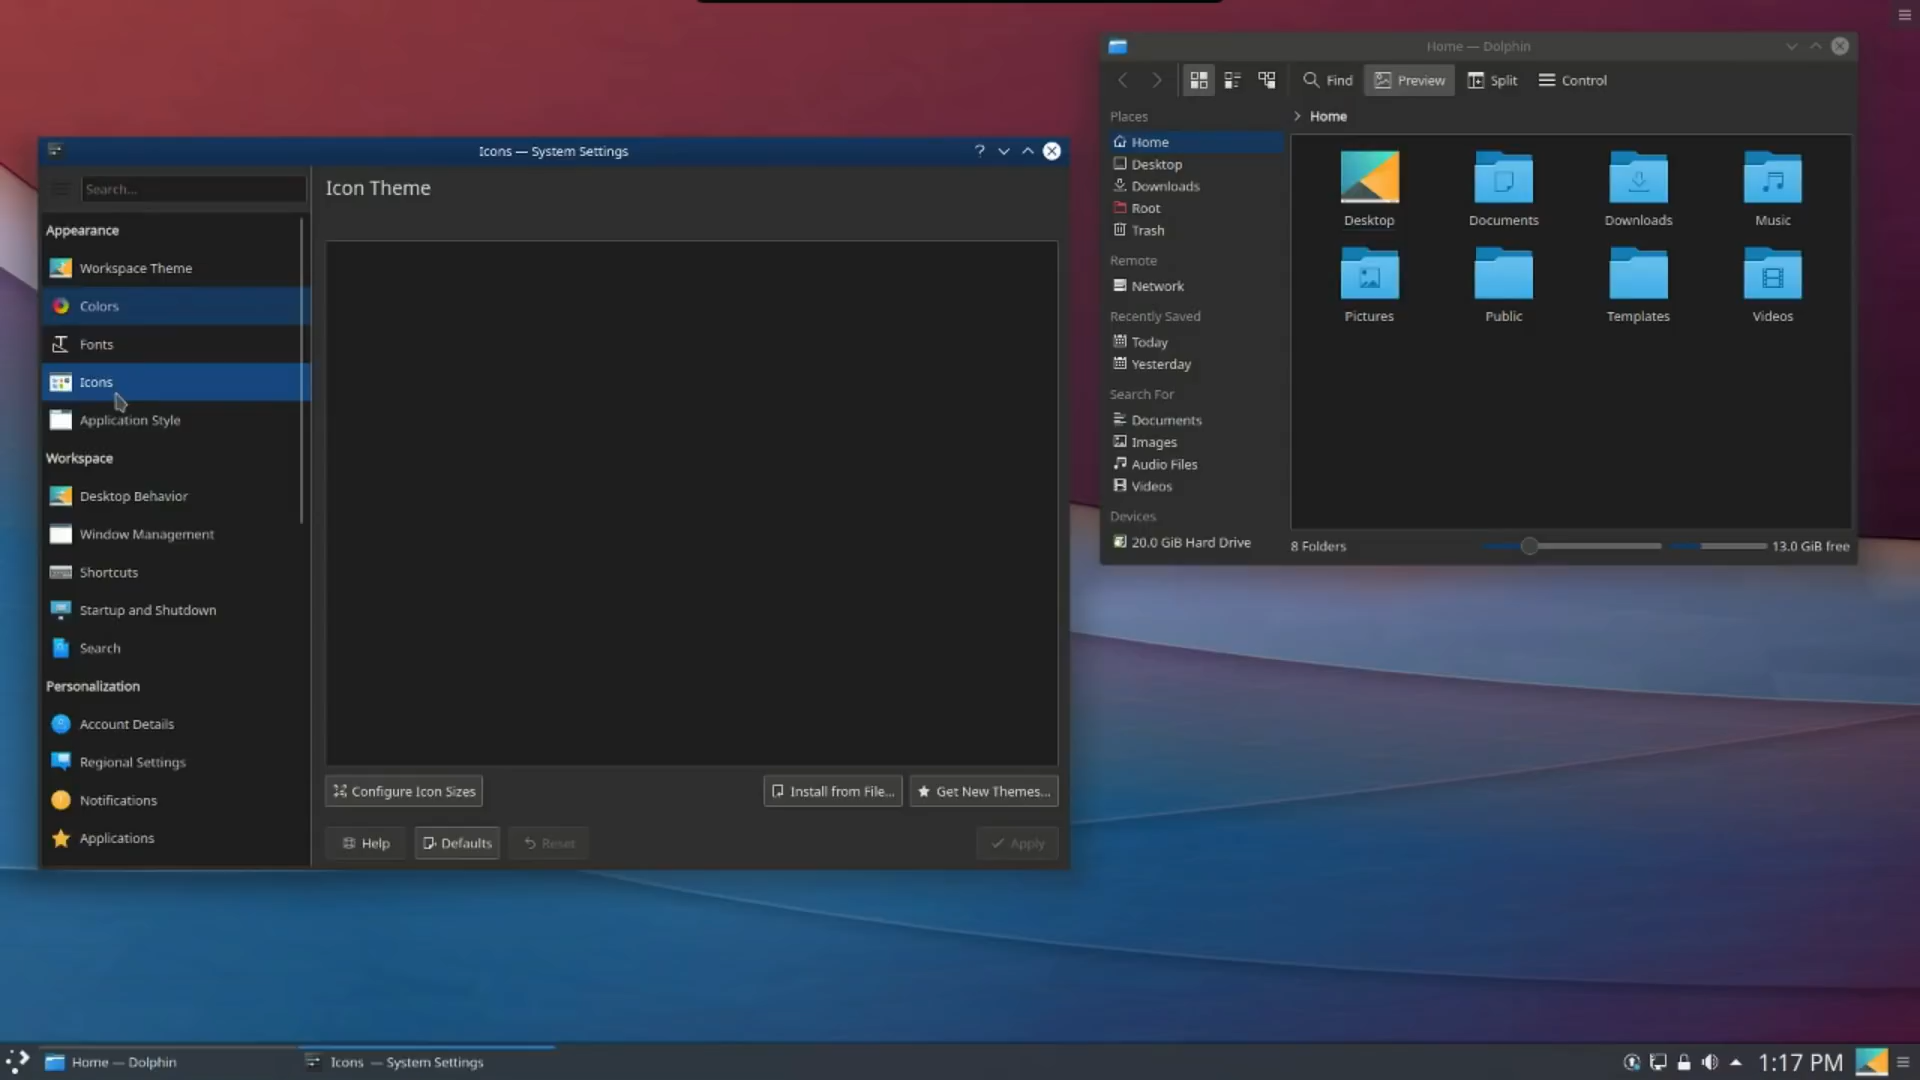 Icons — System Settings
?
Search...
Icon Theme
Appearance
Workspace Theme
Colors
Fonts
Icons
Application Style
Workspace
Desktop Behavior
Window Management
Shortcuts
Startup and Shutdown
Search
Personalization
Account Details
Regional Settings
Notifications
Applications
Configure Icon Sizes
Install from File...
Get New Themes...
Help
Defaults
Reset
Apply
Home — Dolphin
Find
Preview
Split
Control
Places
Home
Desktop
Downloads
Root
Trash
Remote
Network
Recently Saved
Today
Yesterday
Search For
Documents
Images
Audio Files
Videos
Devices
20.0 GiB Hard Drive
Home
Desktop
Documents
Downloads
Music
Pictures
Public
Templates
Videos
8 Folders
13.0 GiB free
Home — Dolphin
Icons — System Settings
1:17 PM